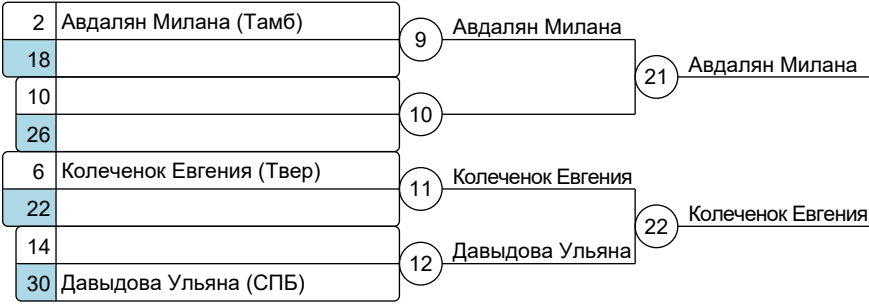 2 Авдалян Милана (Тамб)
9 Авдалян Милана
18
21 Авдалян Милана
10
10
26
6 Колеченок Евгения (Твер)
11 Колеченок Евгения
22
22 Колеченок Евгения
14
12 Давыдова Ульяна
30 Давыдова Ульяна (СПБ)